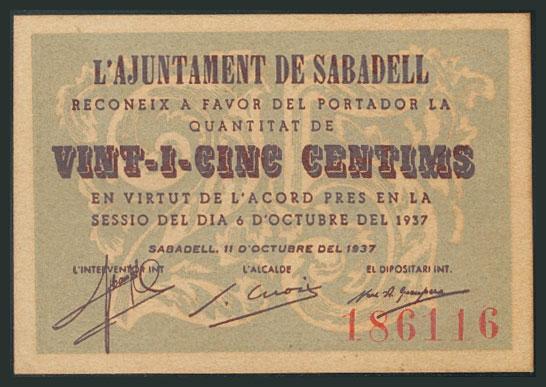 L'AJUNTAMENT DE SABADELL
RECONEIX A FAVOR DEL PORTADOR LA
QUANTITAT DE
VINT-I-CINC CENTIMS
EN VIRTUT DE L'ACORD PRES EN LA
SESSIO DEL DIA 6 D'OCTUBRE DEL 1937
SABADELL, 11 D'OCTUBRE DEL 1937
L'INTERVENTOR INT. L'ALCALDE EL DIPOSITARI INT.
186116